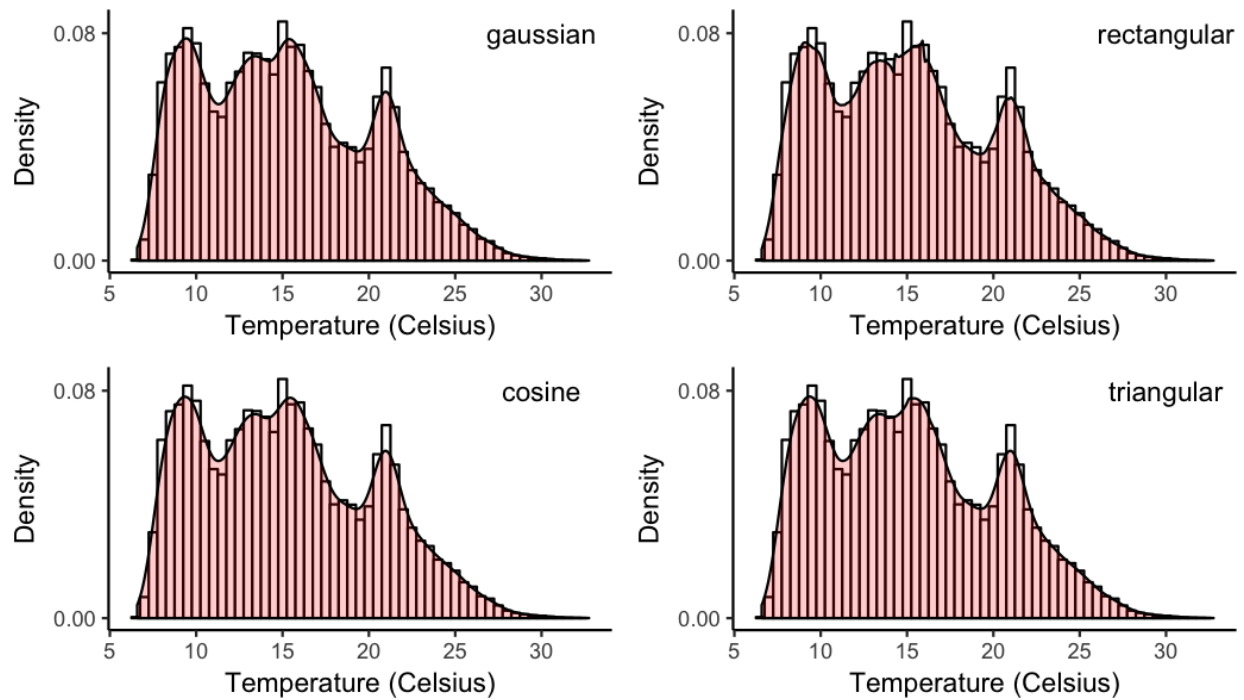 gaussian
0.08
Density
0.00
5 10 15 20 25 30
Temperature (Celsius)
rectangular
0.08
Density
0.00
5 10 15 20 25 30
Temperature (Celsius)
cosine
0.08
Density
0.00
5 10 15 20 25 30
Temperature (Celsius)
triangular
0.08
Density
0.00
5 10 15 20 25 30
Temperature (Celsius)